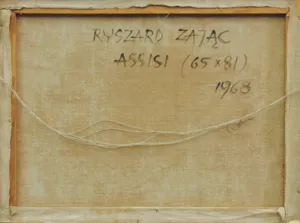 RYSZARD ZAJĄC
ASSISI (65 × 81)
1968